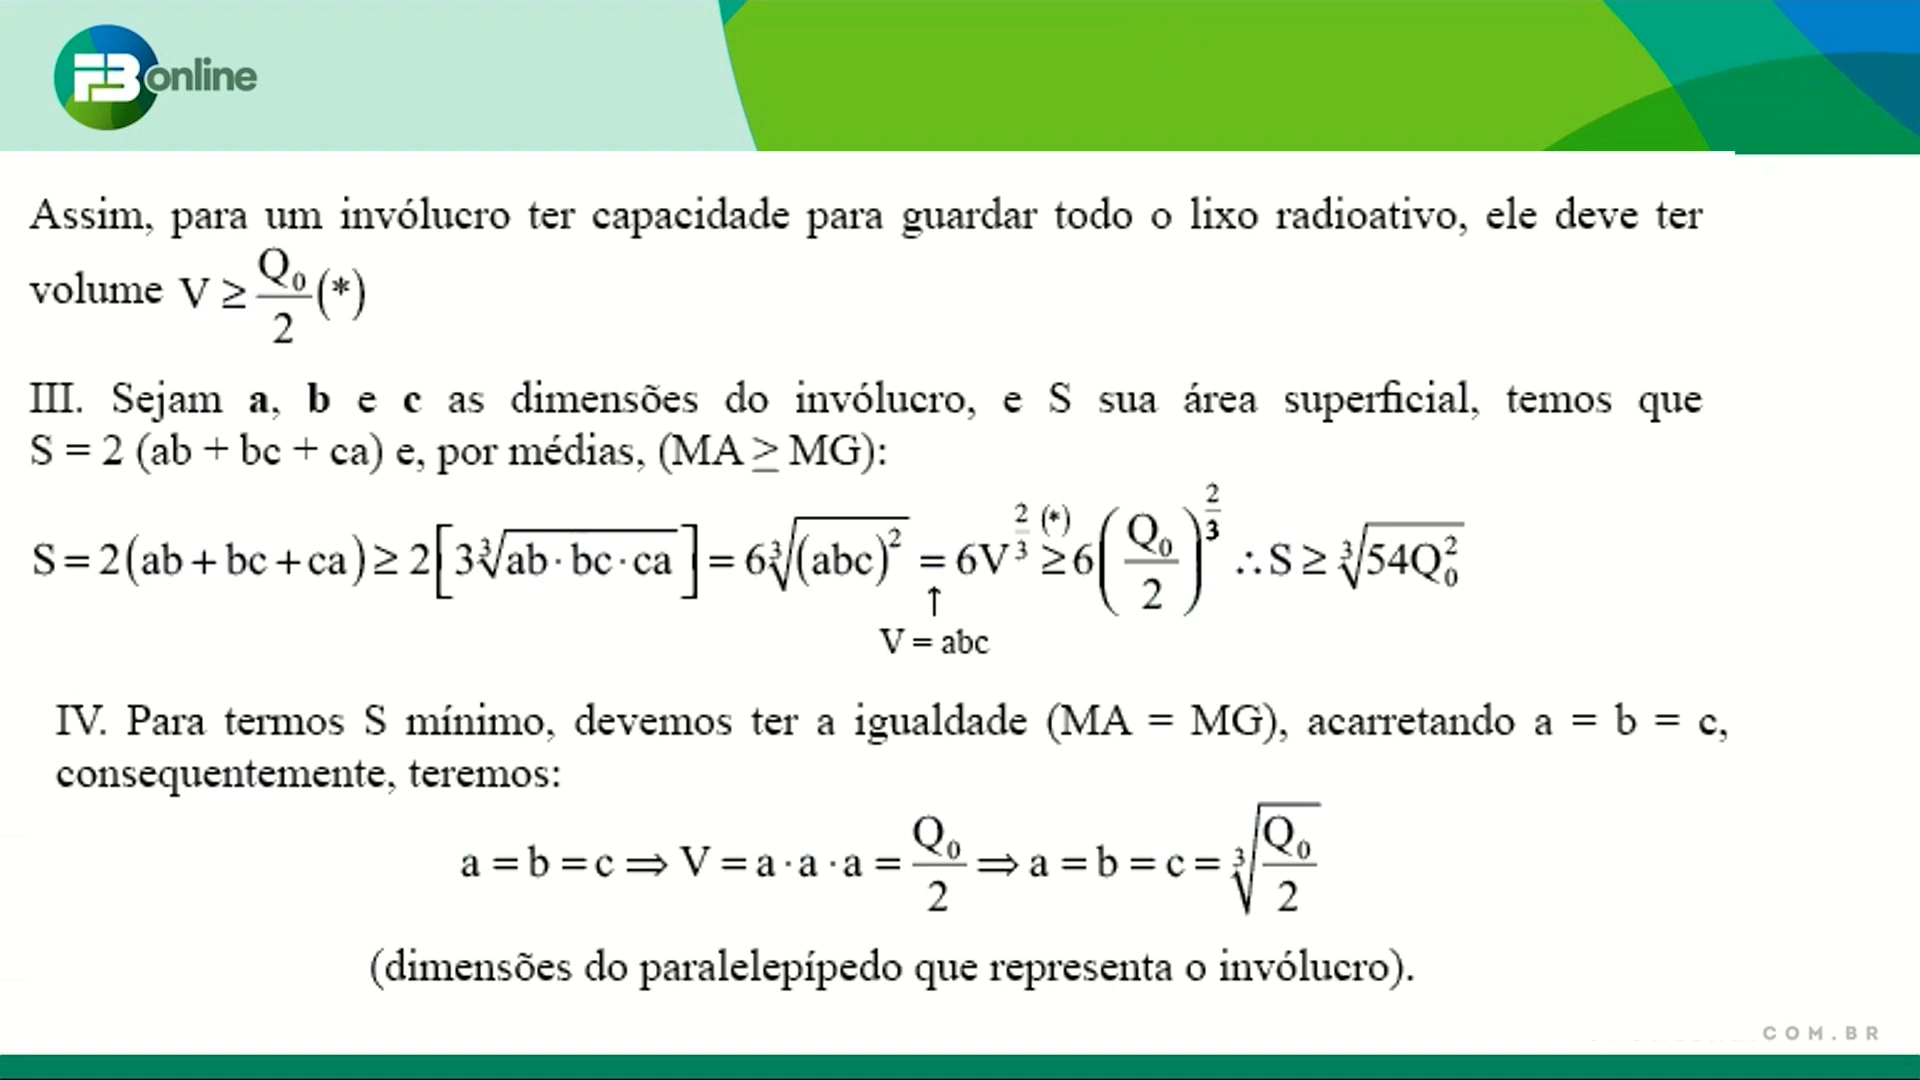 FB online
Assim, para um invólucro ter capacidade para guardar todo o lixo radioativo, ele deve ter
volume V ≥ Q₀/2 (*)
III. Sejam a, b e c as dimensões do invólucro, e S sua área superficial, temos que
S = 2 (ab + bc + ca) e, por médias, (MA ≥ MG):
S = 2(ab + bc + ca) ≥ 2[3∛(ab · bc · ca)] = 6∛((abc)²) = 6V^(2/3) ≥(*) 6(Q₀/2)^(2/3) ∴ S ≥ ∛(54Q₀²)
↑
V = abc
IV. Para termos S mínimo, devemos ter a igualdade (MA = MG), acarretando a = b = c,
consequentemente, teremos:
a = b = c ⇒ V = a · a · a = Q₀/2 ⇒ a = b = c = ∛(Q₀/2)
(dimensões do paralelepípedo que representa o invólucro).
COM.BR